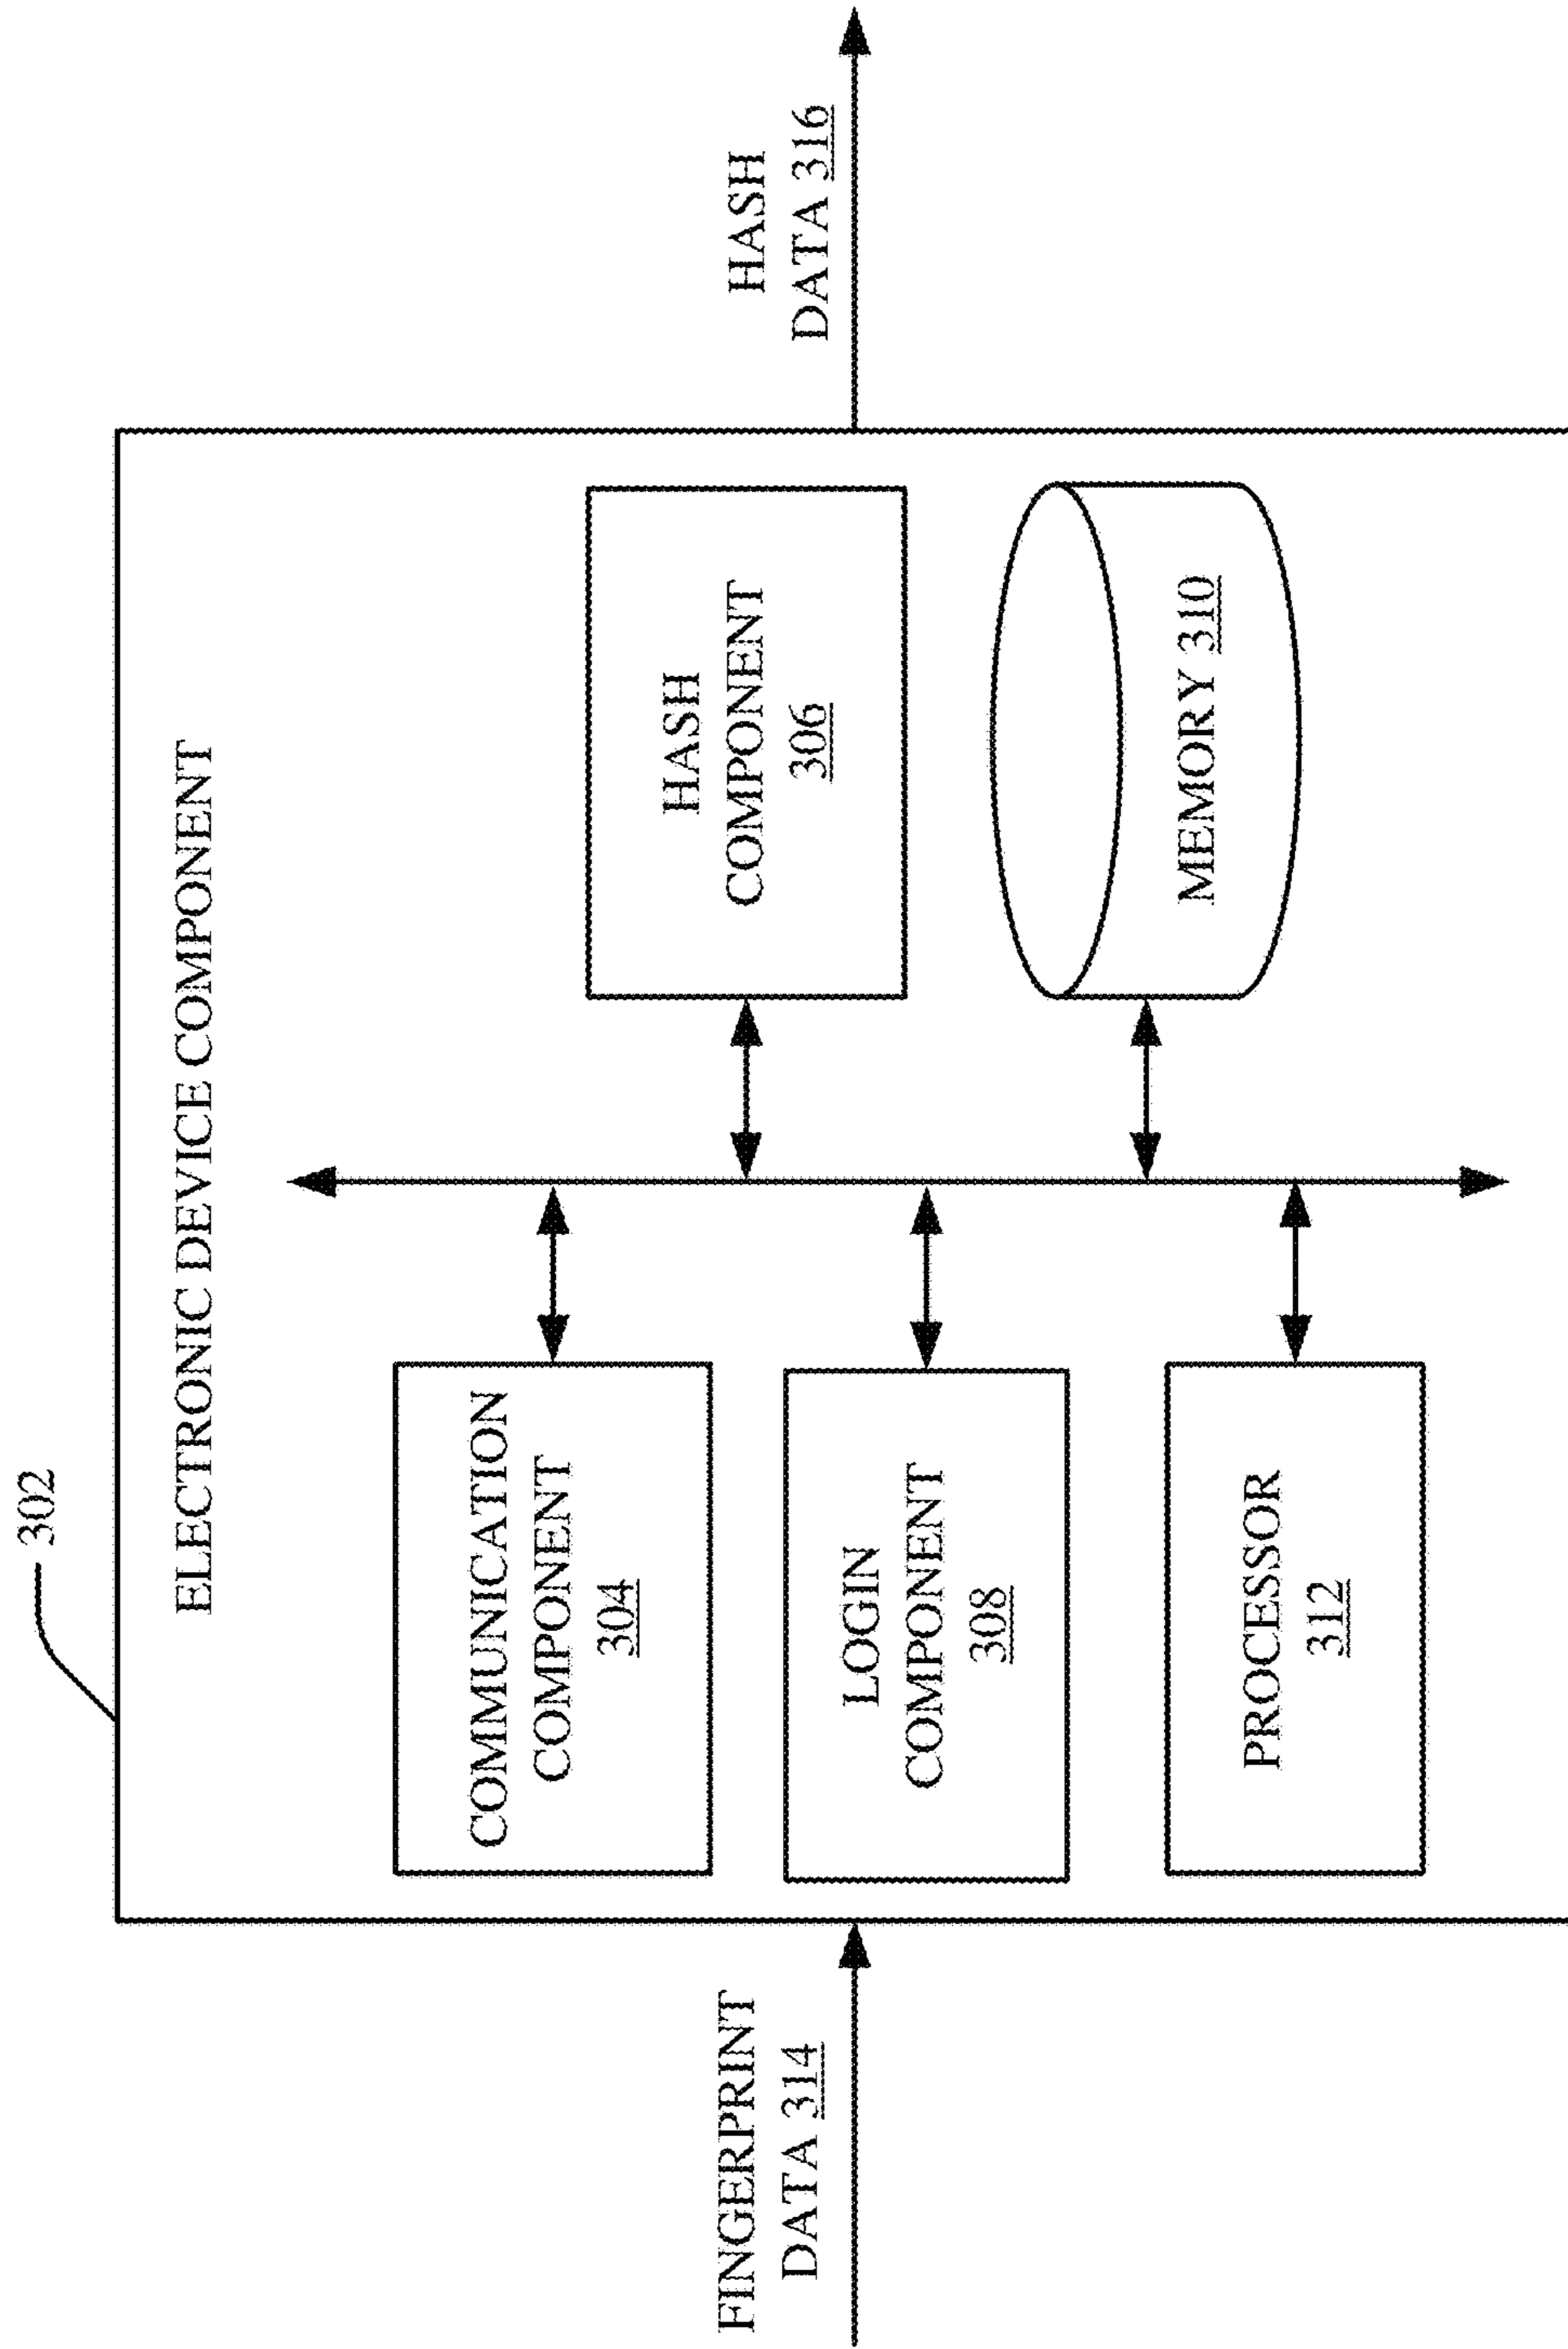 302
ELECTRONIC DEVICE COMPONENT
COMMUNICATION
COMPONENT
304
HASH
COMPONENT
306
FINGERPRINT
DATA 314
HASH
DATA 316
LOGIN
COMPONENT
308
MEMORY 310
PROCESSOR
312